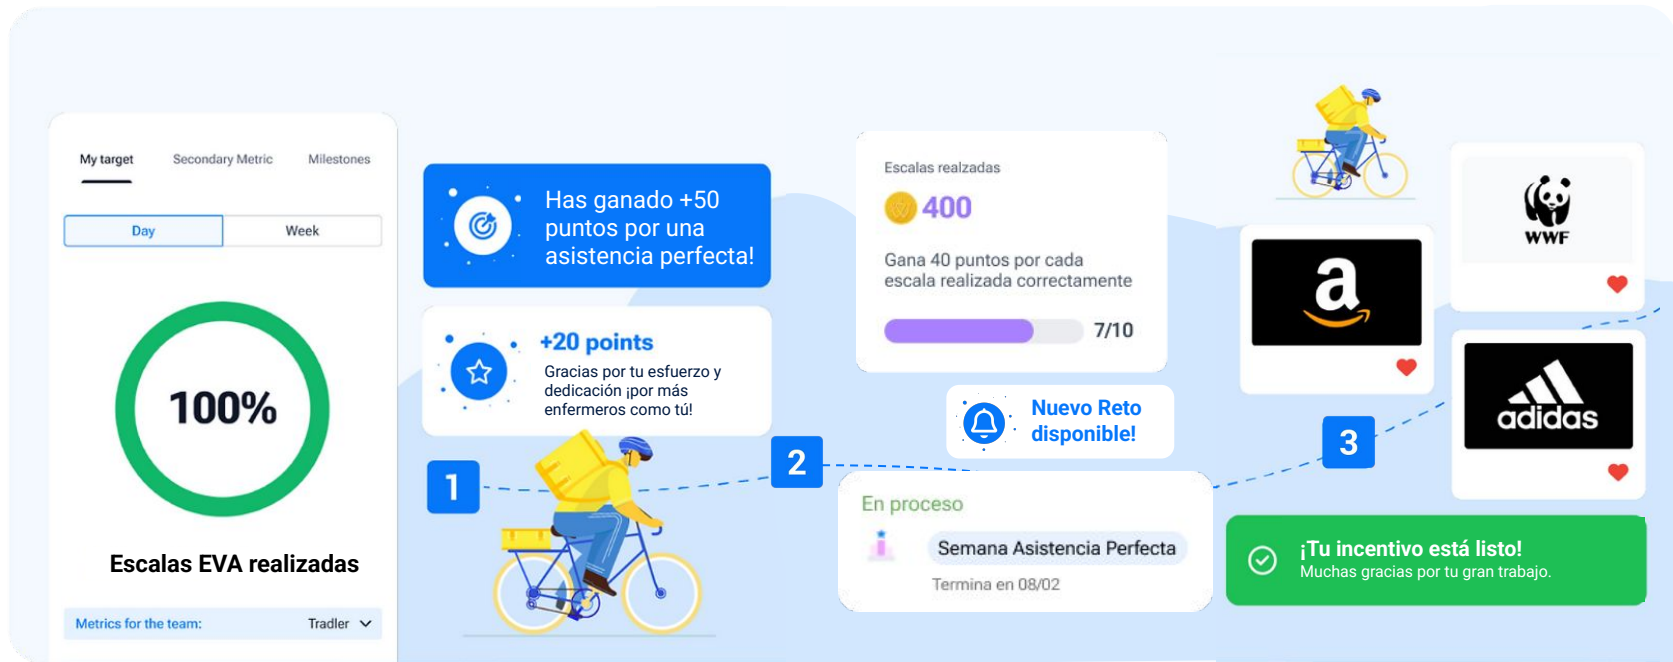 My target
Secondary Metric
Milestones
Day
Week
100%
Escalas EVA realizadas
Metrics for the team:
Tradler
Has ganado +50
puntos por una
asistencia perfecta!
+20 points
Gracias por tu esfuerzo y
dedicación ¡por más
enfermeros como tú!
1
2
Escalas realzadas
400
Gana 40 puntos por cada
escala realizada correctamente
7/10
Nuevo Reto
disponible!
En proceso
Semana Asistencia Perfecta
Termina en 08/02
3
a
WWF
adidas
¡Tu incentivo está listo!
Muchas gracias por tu gran trabajo.